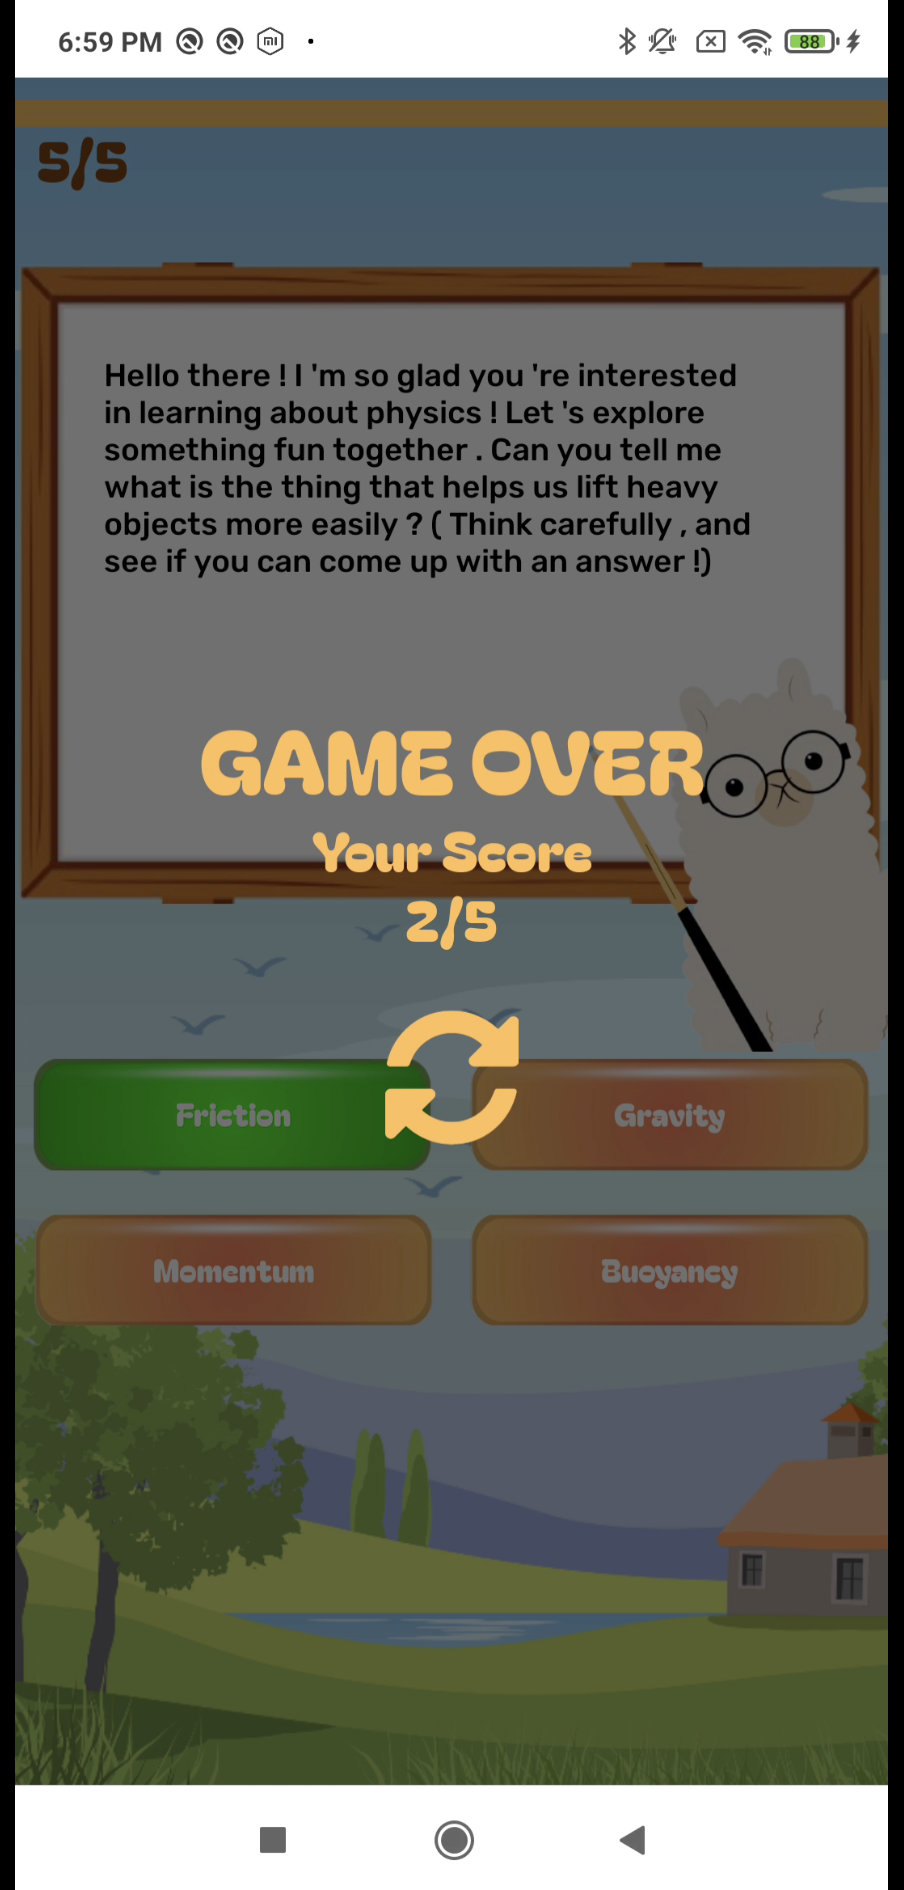 6:59 PM
88
5/5
Hello there ! I 'm so glad you 're interested
in learning about physics ! Let 's explore
something fun together . Can you tell me
what is the thing that helps us lift heavy
objects more easily ? ( Think carefully , and
see if you can come up with an answer !)
GAME OVER
Your Score
2/5
Friction
Gravity
Momentum
Buoyancy